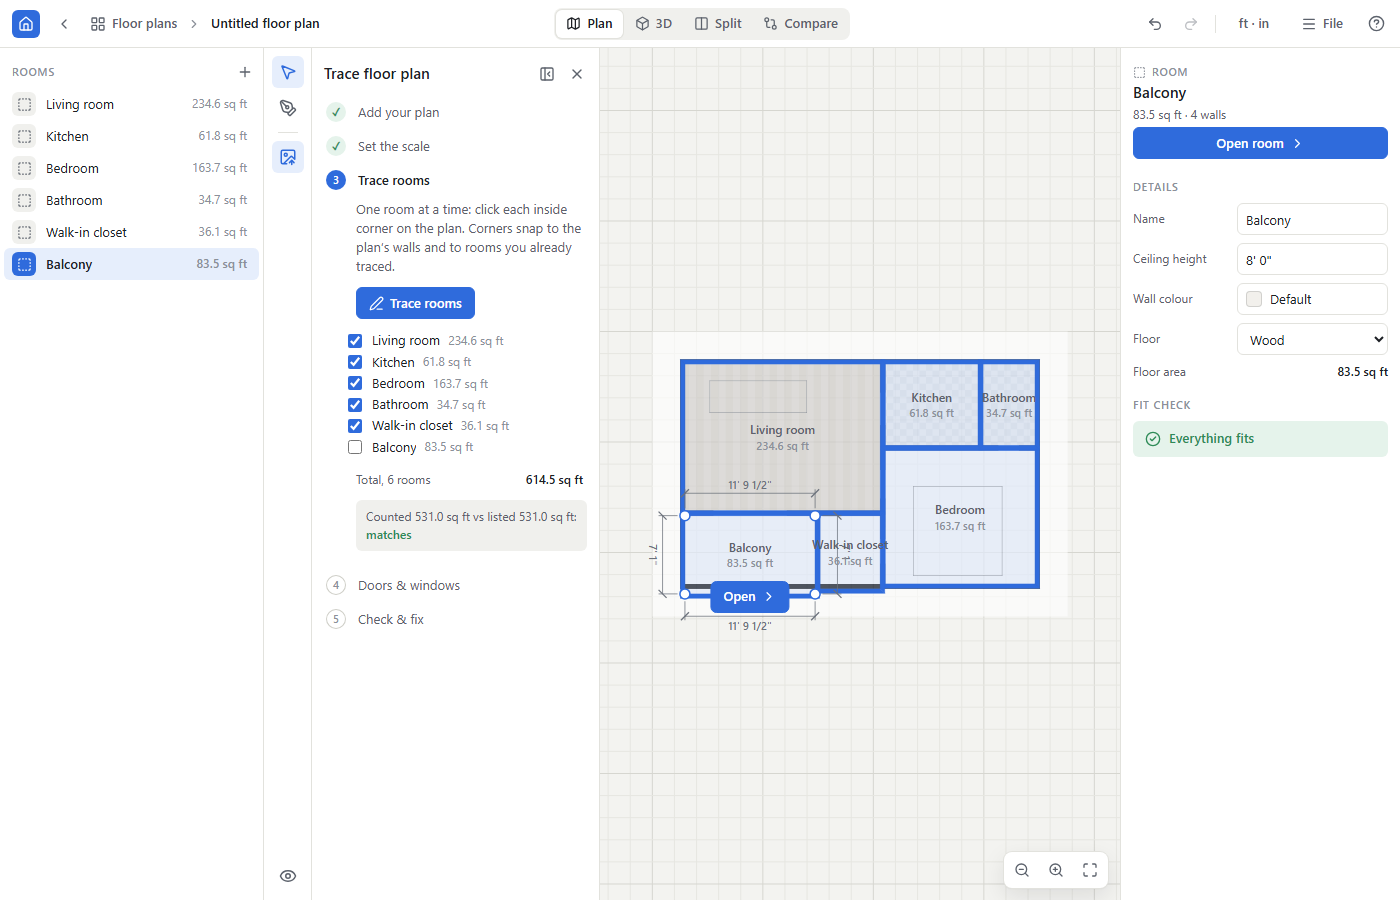 Floor plans
Untitled floor plan
Plan
3D
Split
Compare
ft · in
File
ROOMS
Living room 234.6 sq ft
Kitchen 61.8 sq ft
Bedroom 163.7 sq ft
Bathroom 34.7 sq ft
Walk-in closet 36.1 sq ft
Balcony 83.5 sq ft
Trace floor plan
Add your plan
Set the scale
3 Trace rooms
One room at a time: click each inside
corner on the plan. Corners snap to the
plan's walls and to rooms you already
traced.
Trace rooms
Living room 234.6 sq ft
Kitchen 61.8 sq ft
Bedroom 163.7 sq ft
Bathroom 34.7 sq ft
Walk-in closet 36.1 sq ft
Balcony 83.5 sq ft
Total, 6 rooms 614.5 sq ft
Counted 531.0 sq ft vs listed 531.0 sq ft:
matches
4 Doors & windows
5 Check & fix
Kitchen
61.8 sq ft
Bathroom
34.7 sq ft
Living room
234.6 sq ft
11' 9 1/2"
Bedroom
163.7 sq ft
Balcony
83.5 sq ft
Walk-in closet
36.1 sq ft
7' 1"
Open
11' 9 1/2"
ROOM
Balcony
83.5 sq ft · 4 walls
Open room
DETAILS
Name Balcony
Ceiling height 8' 0"
Wall colour Default
Floor Wood
Floor area 83.5 sq ft
FIT CHECK
Everything fits